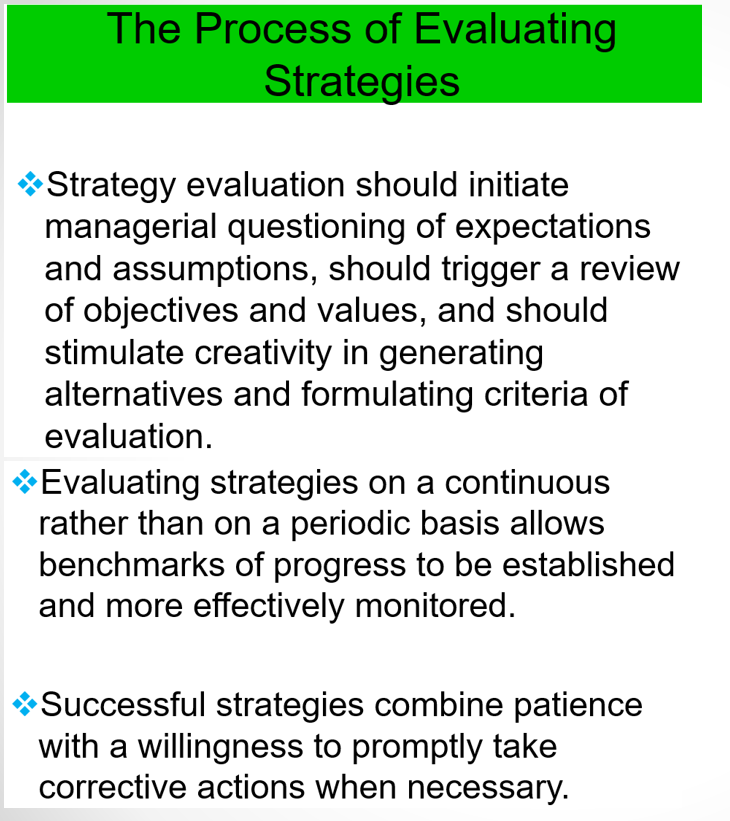 The Process of Evaluating
Strategies
❖Strategy evaluation should initiate
managerial questioning of expectations
and assumptions, should trigger a review
of objectives and values, and should
stimulate creativity in generating
alternatives and formulating criteria of
evaluation.
❖Evaluating strategies on a continuous
rather than on a periodic basis allows
benchmarks of progress to be established
and more effectively monitored.
❖Successful strategies combine patience
with a willingness to promptly take
corrective actions when necessary.